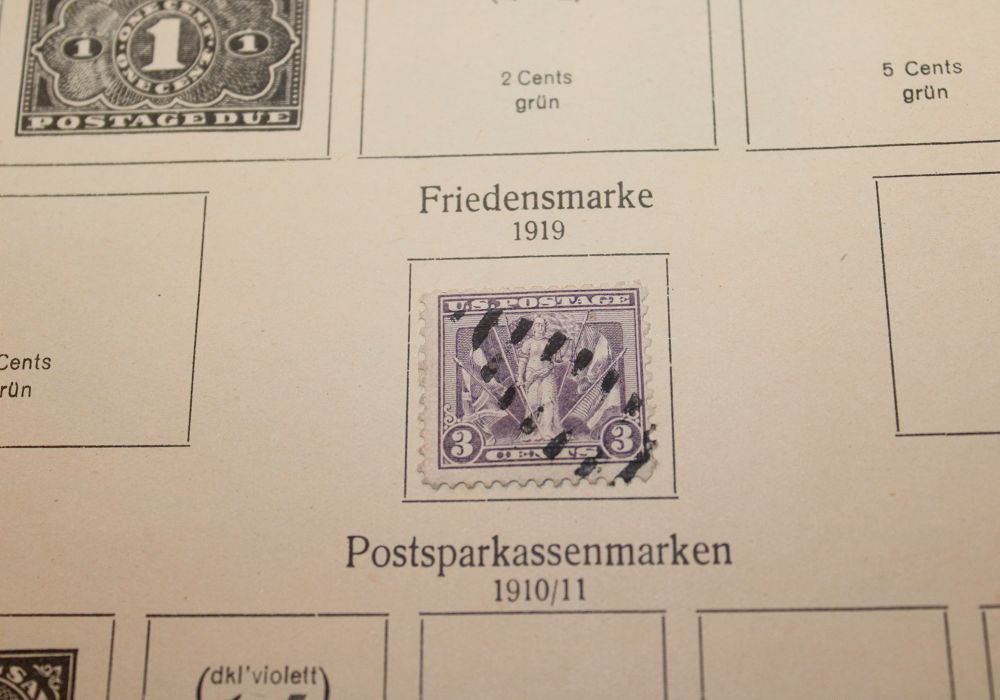 ONE CENT
1 1 1
ONE CENT
POSTAGE DUE
2 Cents
grün
5 Cents
grün
Friedensmarke
1919
Cents
rün
U.S. POSTAGE
3 3
CENTS
Postsparkassenmarken
1910/11
(dkl'violett)